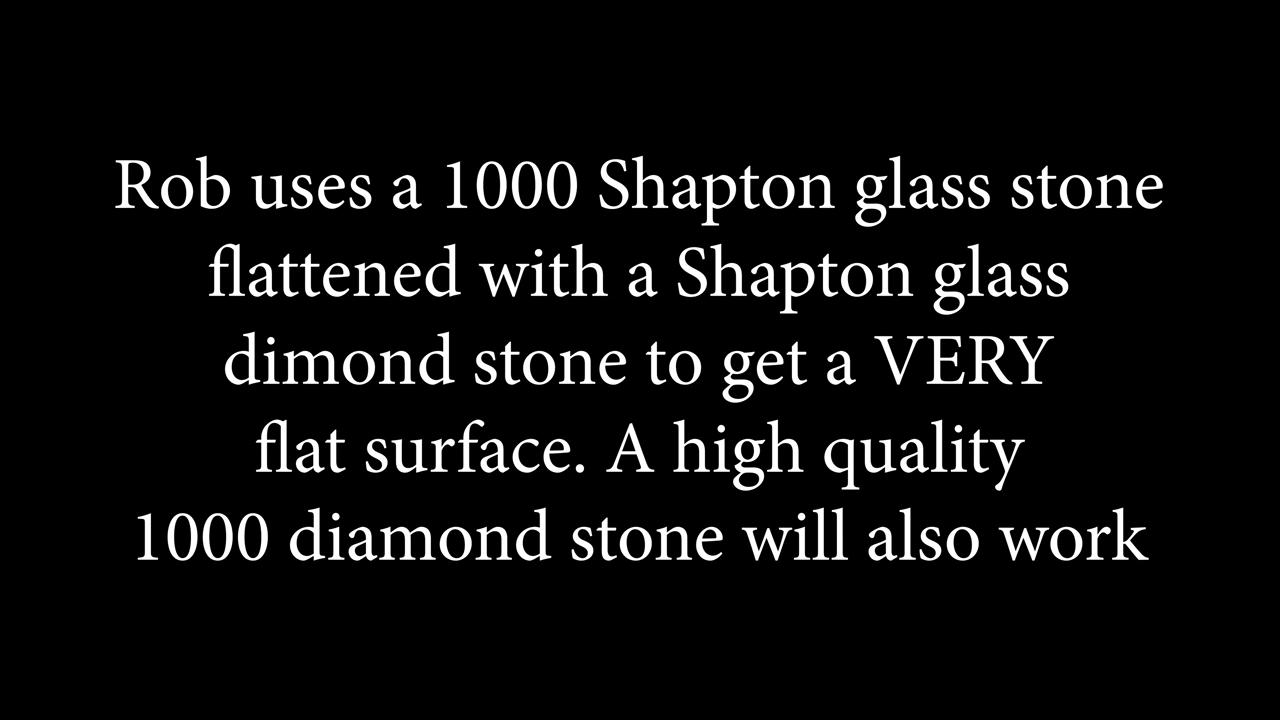 Rob uses a 1000 Shapton glass stone
flattened with a Shapton glass
dimond stone to get a VERY
flat surface. A high quality
1000 diamond stone will also work